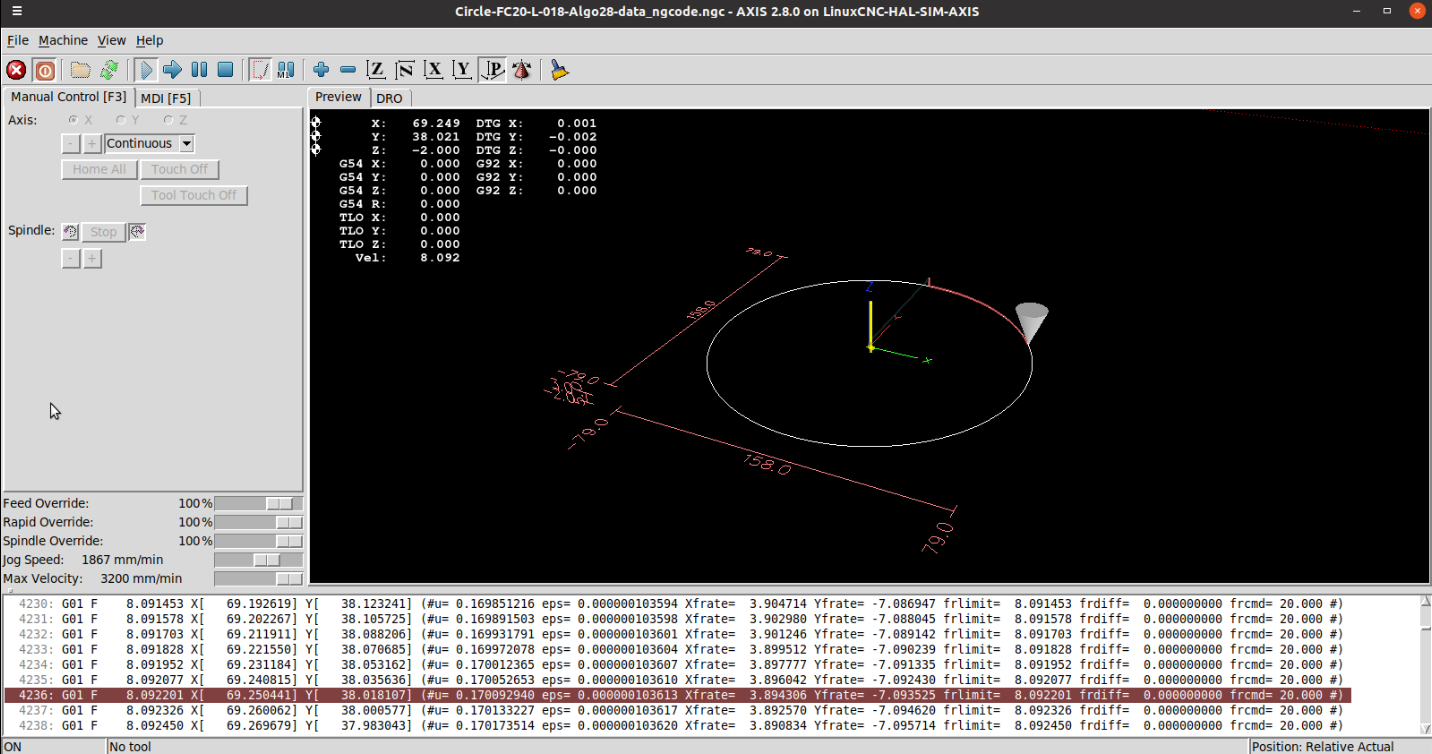 Circle-FC20-L-018-Algo28-data_ngcode.ngc - AXIS 2.8.0 on LinuxCNC-HAL-SIM-AXIS
File Machine View Help
Z N X Y P
Manual Control [F3] MDI [F5] Preview DRO
Axis: X Y Z
- + Continuous
Home All Touch Off
Tool Touch Off
Spindle: Stop
- +
X: 69.249 DTG X: 0.001
Y: 38.021 DTG Y: -0.002
Z: -2.000 DTG Z: -0.000
G54 X: 0.000 G92 X: 0.000
G54 Y: 0.000 G92 Y: 0.000
G54 Z: 0.000 G92 Z: 0.000
G54 R: 0.000
TLO X: 0.000
TLO Y: 0.000
TLO Z: 0.000
Vel: 8.092
79.0
158.0
Z
X
-79.0
-79.0
158.0
79.0
Feed Override: 100%
Rapid Override: 100%
Spindle Override: 100%
Jog Speed: 1867 mm/min
Max Velocity: 3200 mm/min
4230: G01 F 8.091453 X[ 69.192619] Y[ 38.123241] (#u= 0.169851216 eps= 0.000000103594 Xfrate= 3.904714 Yfrate= -7.086947 frlimit= 8.091453 frdiff= 0.000000000 frcmd= 20.000 #)
4231: G01 F 8.091578 X[ 69.202267] Y[ 38.105725] (#u= 0.169891503 eps= 0.000000103598 Xfrate= 3.902980 Yfrate= -7.088045 frlimit= 8.091578 frdiff= 0.000000000 frcmd= 20.000 #)
4232: G01 F 8.091703 X[ 69.211911] Y[ 38.088206] (#u= 0.169931791 eps= 0.000000103601 Xfrate= 3.901246 Yfrate= -7.089142 frlimit= 8.091703 frdiff= 0.000000000 frcmd= 20.000 #)
4233: G01 F 8.091828 X[ 69.221550] Y[ 38.070685] (#u= 0.169972078 eps= 0.000000103604 Xfrate= 3.899512 Yfrate= -7.090239 frlimit= 8.091828 frdiff= 0.000000000 frcmd= 20.000 #)
4234: G01 F 8.091952 X[ 69.231184] Y[ 38.053162] (#u= 0.170012365 eps= 0.000000103607 Xfrate= 3.897777 Yfrate= -7.091335 frlimit= 8.091952 frdiff= 0.000000000 frcmd= 20.000 #)
4235: G01 F 8.092077 X[ 69.240815] Y[ 38.035636] (#u= 0.170052653 eps= 0.000000103610 Xfrate= 3.896042 Yfrate= -7.092430 frlimit= 8.092077 frdiff= 0.000000000 frcmd= 20.000 #)
4236: G01 F 8.092201 X[ 69.250441] Y[ 38.018107] (#u= 0.170092940 eps= 0.000000103613 Xfrate= 3.894306 Yfrate= -7.093525 frlimit= 8.092201 frdiff= 0.000000000 frcmd= 20.000 #)
4237: G01 F 8.092326 X[ 69.260062] Y[ 38.000577] (#u= 0.170133227 eps= 0.000000103617 Xfrate= 3.892570 Yfrate= -7.094620 frlimit= 8.092326 frdiff= 0.000000000 frcmd= 20.000 #)
4238: G01 F 8.092450 X[ 69.269679] Y[ 37.983043] (#u= 0.170173514 eps= 0.000000103620 Xfrate= 3.890834 Yfrate= -7.095714 frlimit= 8.092450 frdiff= 0.000000000 frcmd= 20.000 #)
ON No tool Position: Relative Actual